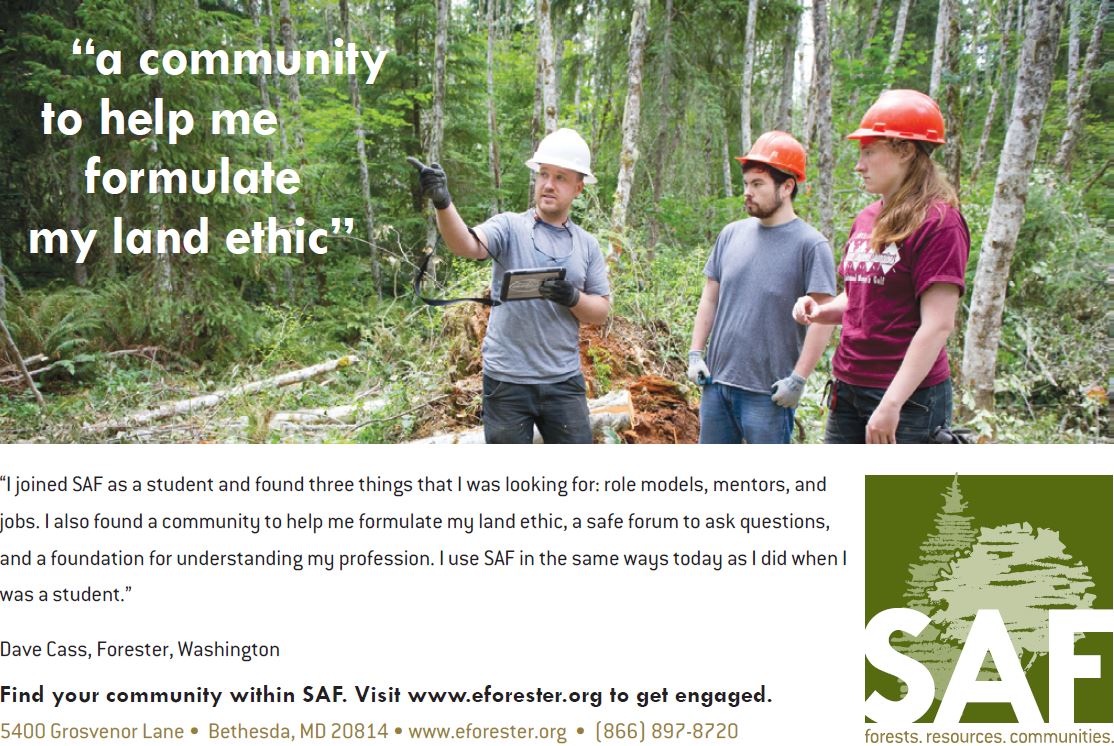 “a community
to help me
formulate
my land ethic”
“I joined SAF as a student and found three things that I was looking for: role models, mentors, and
jobs. I also found a community to help me formulate my land ethic, a safe forum to ask questions,
and a foundation for understanding my profession. I use SAF in the same ways today as I did when I
was a student.”
Dave Cass, Forester, Washington
Find your community within SAF. Visit www.eforester.org to get engaged.
5400 Grosvenor Lane • Bethesda, MD 20814 • www.eforester.org • (866) 897-8720
SAF
forests. resources. communities.